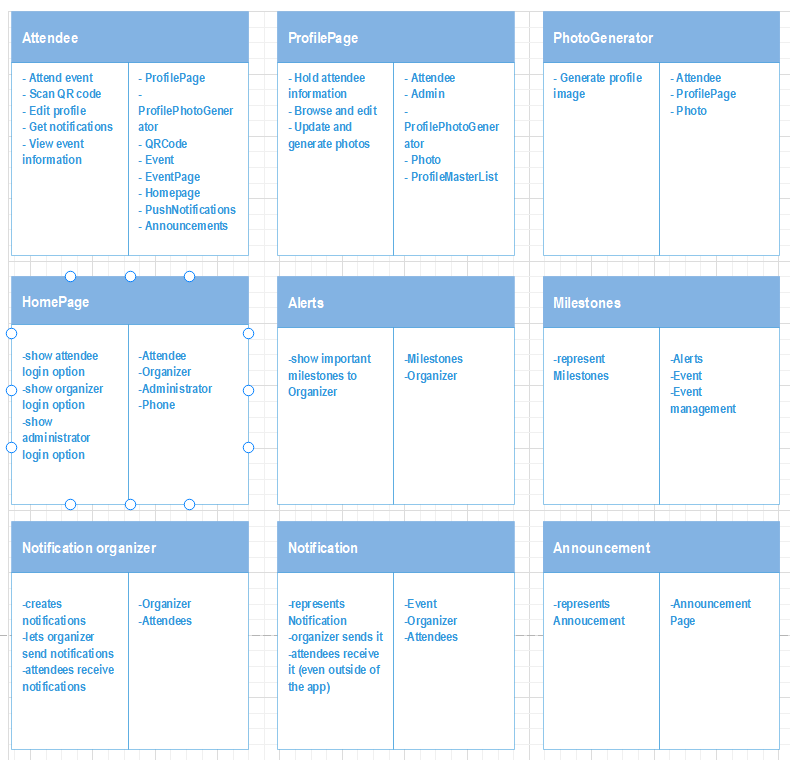 Attendee
- Attend event
- Scan QR code
- Edit profile
- Get notifications
- View event
information
- ProfilePage
-
ProfilePhotoGener
ator
- QRCode
- Event
- EventPage
- Homepage
- PushNotifications
- Announcements
ProfilePage
- Hold attendee
information
- Browse and edit
- Update and
generate photos
- Attendee
- Admin
-
ProfilePhotoGener
ator
- Photo
- ProfileMasterList
PhotoGenerator
- Generate profile
image
- Attendee
- ProfilePage
- Photo
HomePage
-show attendee
login option
-show organizer
login option
-show
administrator
login option
-Attendee
-Organizer
-Administrator
-Phone
Alerts
-show important
milestones to
Organizer
-Milestones
-Organizer
Milestones
-represent
Milestones
-Alerts
-Event
-Event
management
Notification organizer
-creates
notifications
-lets organizer
send notifications
-attendees receive
notifications
-Organizer
-Attendees
Notification
-represents
Notification
-organizer sends it
-attendees receive
it (even outside of
the app)
-Event
-Organizer
-Attendees
Announcement
-represents
Annoucement
-Announcement
Page